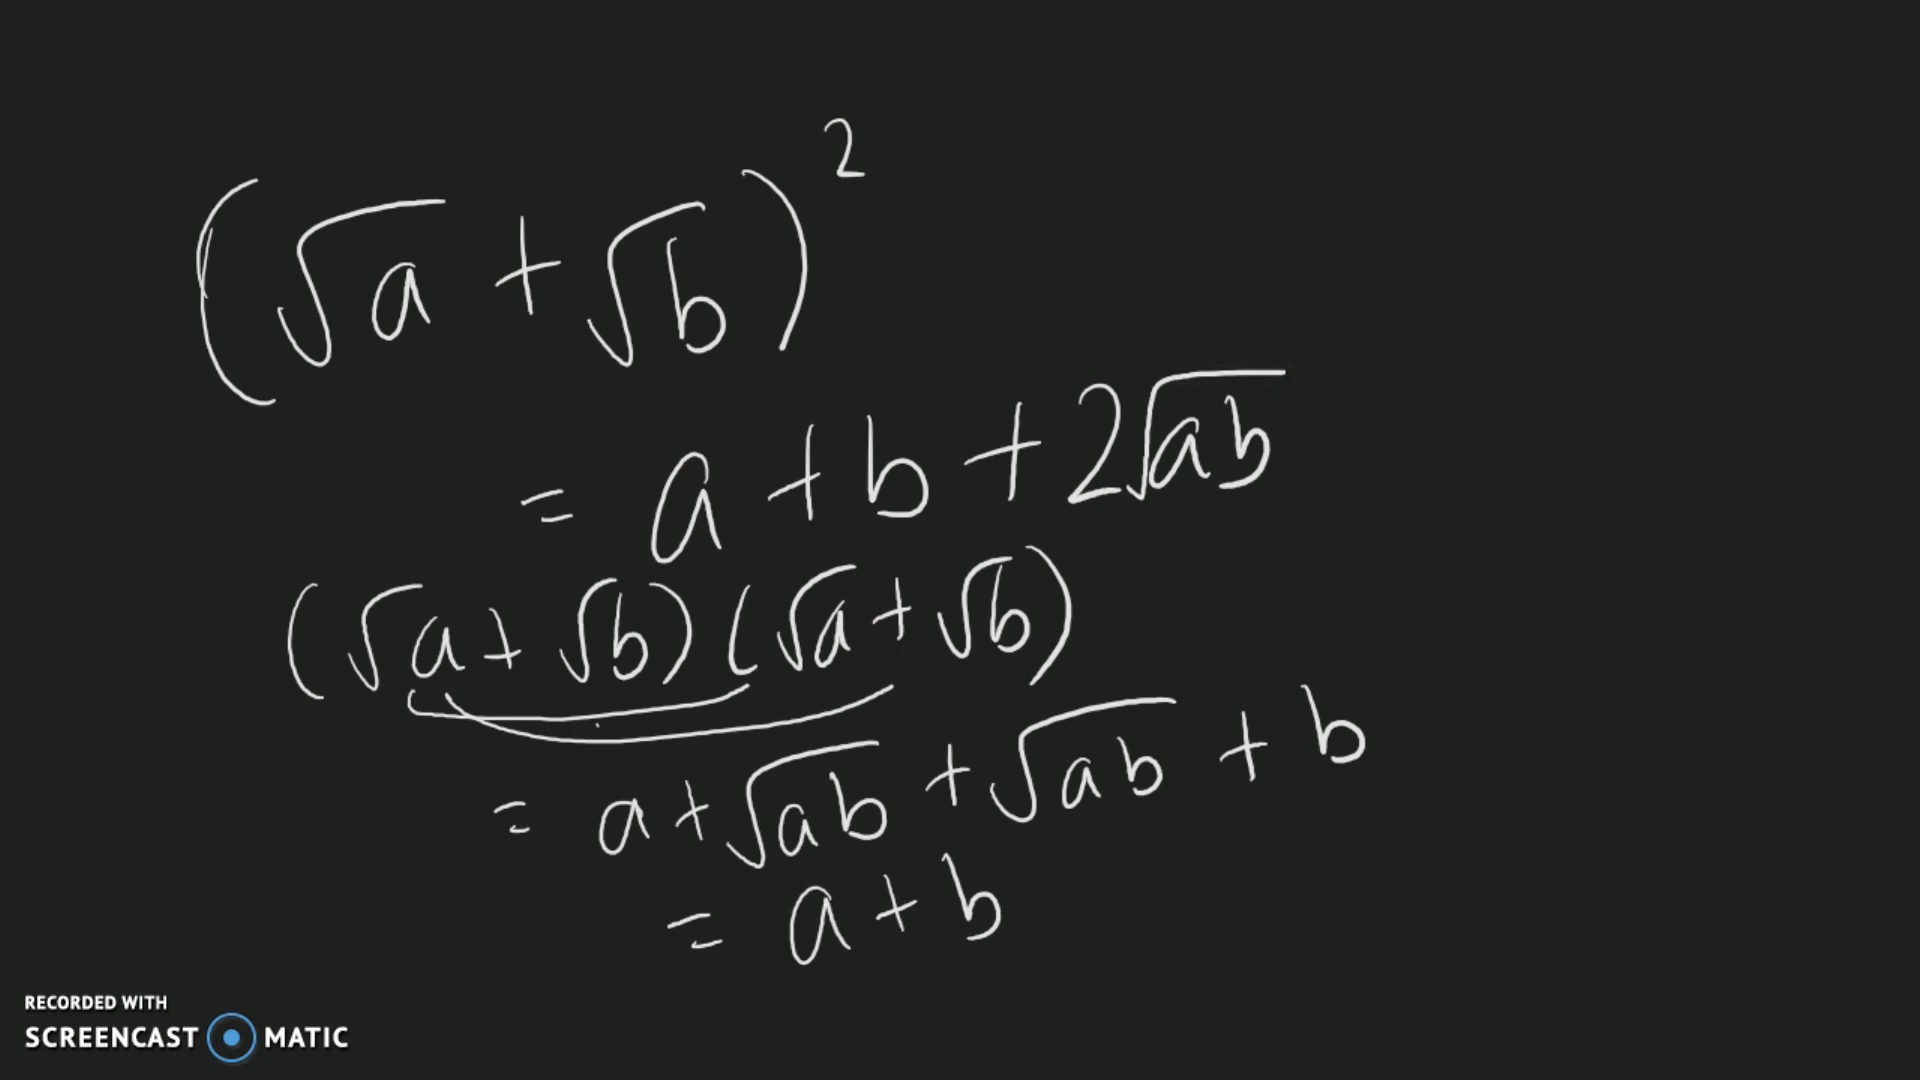 (√a + √b)²
= a + b + 2√ab
(√a + √b)(√a + √b)
= a + √ab + √ab + b
= a + b
RECORDED WITH
SCREENCAST MATIC